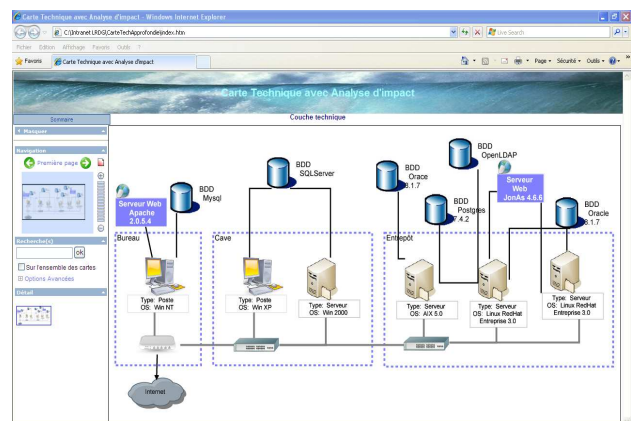 Carte Technique avec Analyse d'impact - Windows Internet Explorer
C:\Intranet LRDG\CarteTechApprofondie\index.htm
Live Search
Fichier Edition Affichage Favoris Outils ?
Favoris
Carte Technique avec Analyse d'impact
Page
Sécurité
Outils
Carte Technique avec Analyse d'impact
Sommaire
Couche technique
Masquer
Navigation
Première page
Recherche(s)
ok
Sur l'ensemble des cartes
Options Avancées
Détail
Serveur Web
Apache
2.0.5.4
BDD
Mysql
BDD
SQLServer
BDD
Orace
8.1.7
BDD
Postgres
7.4.2
BDD
OpenLDAP
Serveur
Web
JonAs 4.6.6
BDD
Oracle
8.1.7
Bureau
Cave
Entrepôt
Type: Poste
OS: Win NT
Type: Poste
OS: Win XP
Type: Serveur
OS: Win 2000
Type: Serveur
OS: AIX 5.0
Type: Serveur
OS: Linux RedHat
Entreprise 3.0
Type: Serveur
OS: Linux RedHat
Entreprise 3.0
Internet